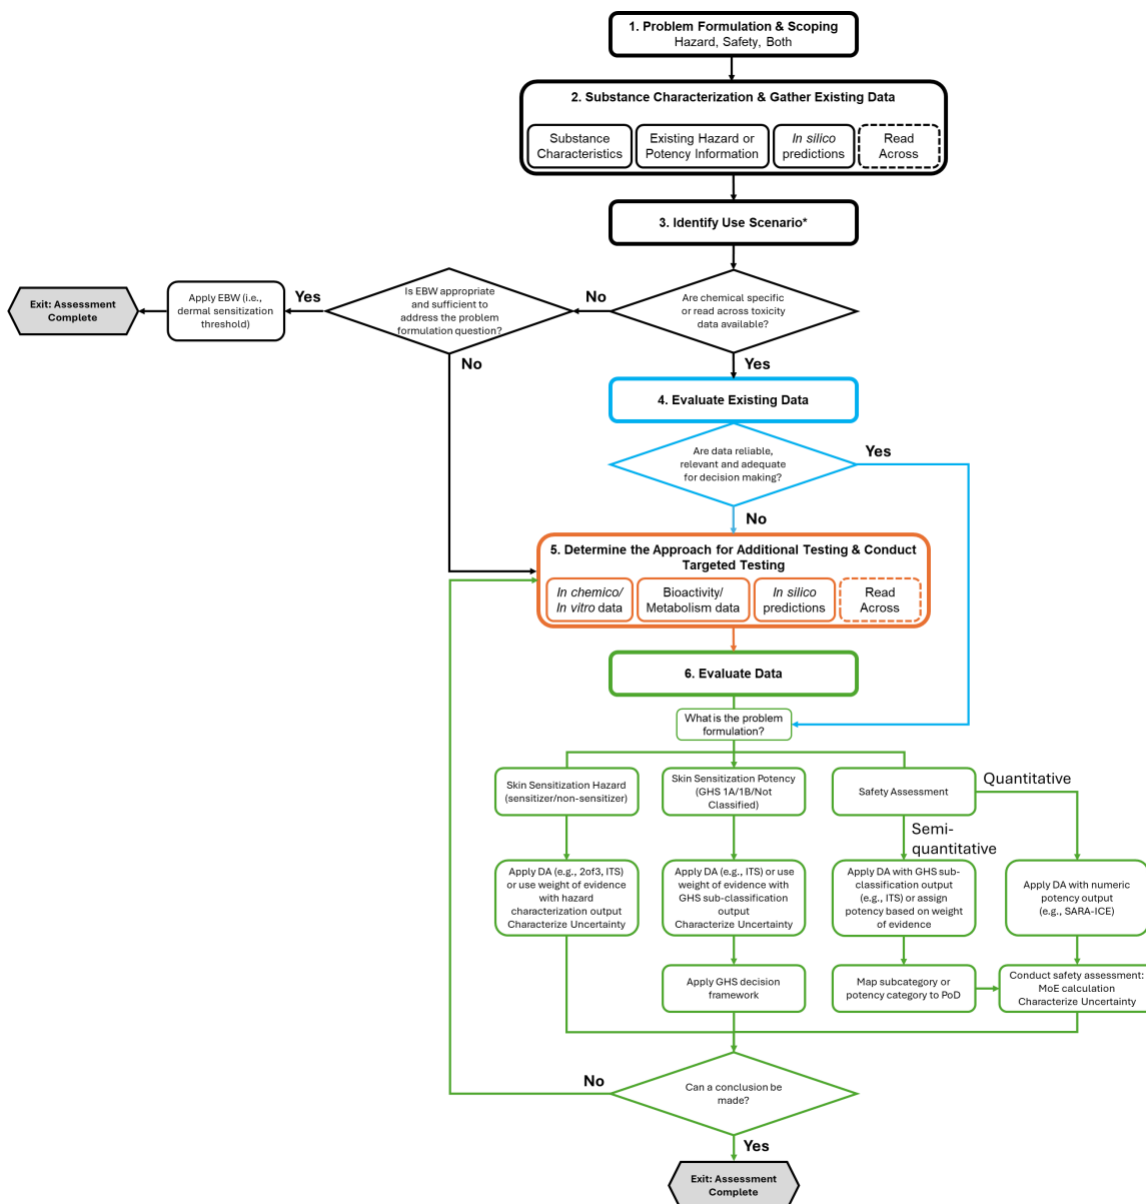 1. Problem Formulation & Scoping
Hazard, Safety, Both
2. Substance Characterization & Gather Existing Data
Substance
Characteristics
Existing Hazard or
Potency Information
In silico
predictions
Read
Across
3. Identify Use Scenario*
Are chemical specific
or read across toxicity
data available?
No
Is EBW appropriate
and sufficient to
address the problem
formulation question?
Yes
Apply EBW (i.e.,
dermal sensitization
threshold)
Exit: Assessment
Complete
No
Yes
4. Evaluate Existing Data
Are data reliable,
relevant and adequate
for decision making?
Yes
No
5. Determine the Approach for Additional Testing & Conduct
Targeted Testing
In chemico/
In vitro data
Bioactivity/
Metabolism data
In silico
predictions
Read
Across
6. Evaluate Data
What is the problem
formulation?
Skin Sensitization Hazard
(sensitizer/non-sensitizer)
Skin Sensitization Potency
(GHS 1A/1B/Not
Classified)
Safety Assessment
Quantitative
Semi-
quantitative
Apply DA (e.g., 2of3, ITS)
or use weight of evidence
with hazard
characterization output
Characterize Uncertainty
Apply DA (e.g., ITS) or use
weight of evidence with
GHS sub-classification
output
Characterize Uncertainty
Apply DA with GHS sub-
classification output
(e.g., ITS) or assign
potency based on weight
of evidence
Apply DA with numeric
potency output
(e.g., SARA-ICE)
Apply GHS decision
framework
Map subcategory or
potency category to PoD
Conduct safety assessment:
MoE calculation
Characterize Uncertainty
Can a conclusion be
made?
No
Yes
Exit: Assessment
Complete